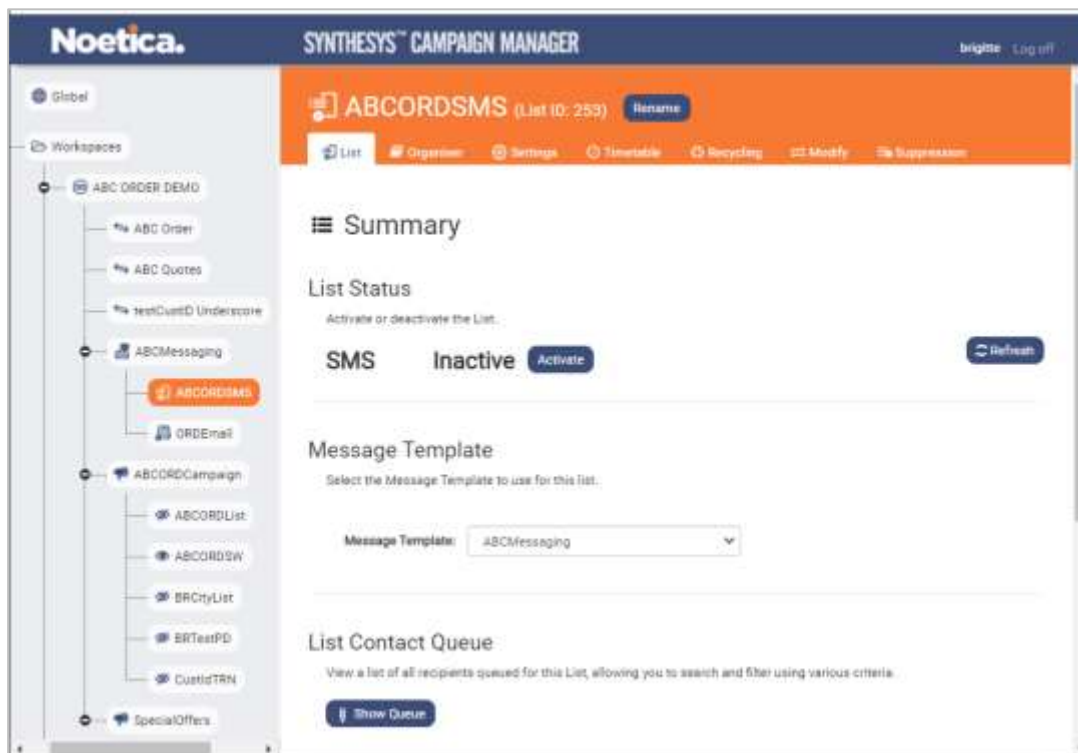 Noetica.
SYNTHESYS™ CAMPAIGN MANAGER
brigitte Log off
Global
Workspaces
ABC ORDER DEMO
ABC Order
ABC Quotes
testCustID Underscore
ABCMessaging
ABCORDSMS
ORDEmail
ABCORDCampaign
ABCORDList
ABCORDSW
BRCityList
BRTestPD
CustIdTRN
SpecialOffers
ABCORDSMS (List ID: 253) Rename
List Organiser Settings Timetable Recycling Modify Suppression
Summary
List Status
Activate or deactivate the List.
SMS Inactive Activate
Refresh
Message Template
Select the Message Template to use for this list.
Message Template: ABCMessaging
List Contact Queue
View a list of all recipients queued for this List, allowing you to search and filter using various criteria.
Show Queue